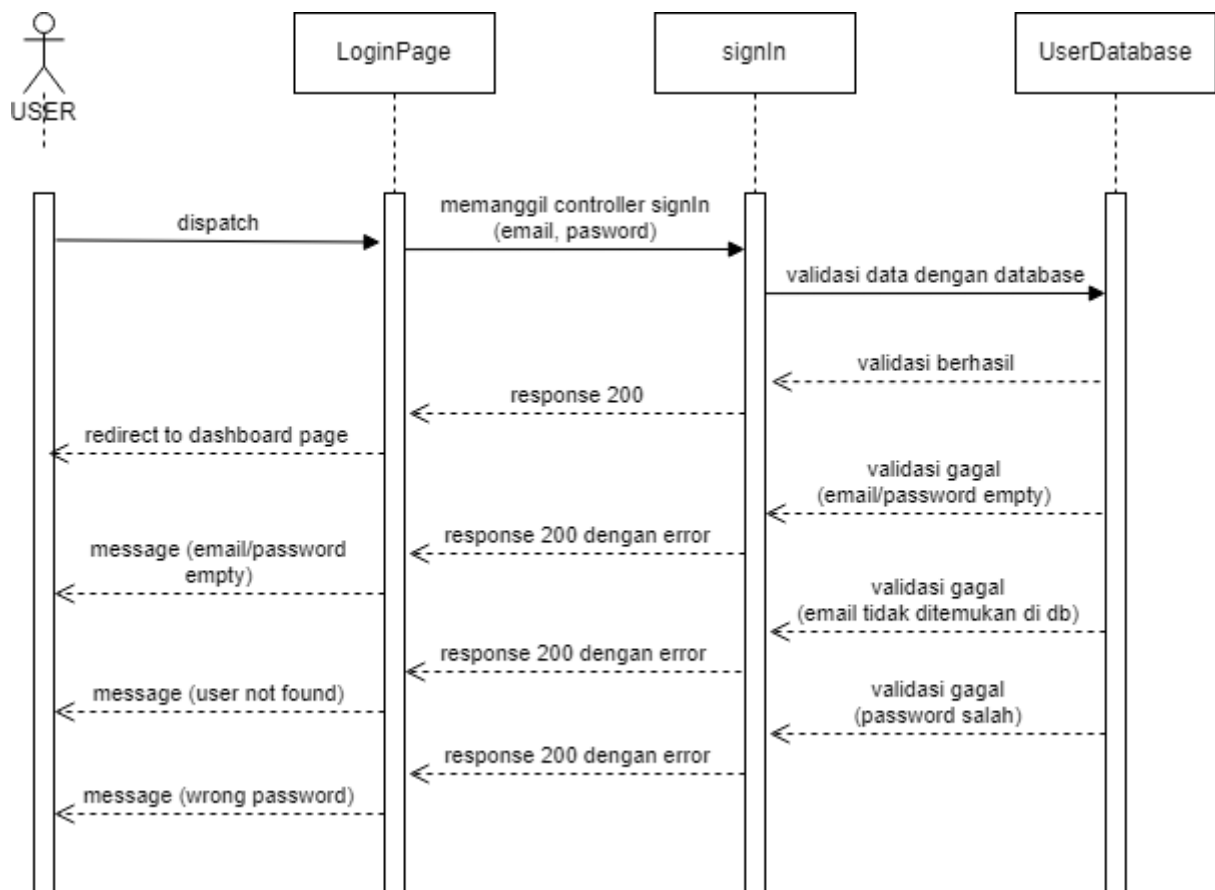 LoginPage
signIn
UserDatabase
USER
dispatch
memanggil controller signIn
(email, pasword)
validasi data dengan database
validasi berhasil
response 200
redirect to dashboard page
validasi gagal
(email/password empty)
response 200 dengan error
message (email/password
empty)
validasi gagal
(email tidak ditemukan di db)
response 200 dengan error
message (user not found)
validasi gagal
(password salah)
response 200 dengan error
message (wrong password)